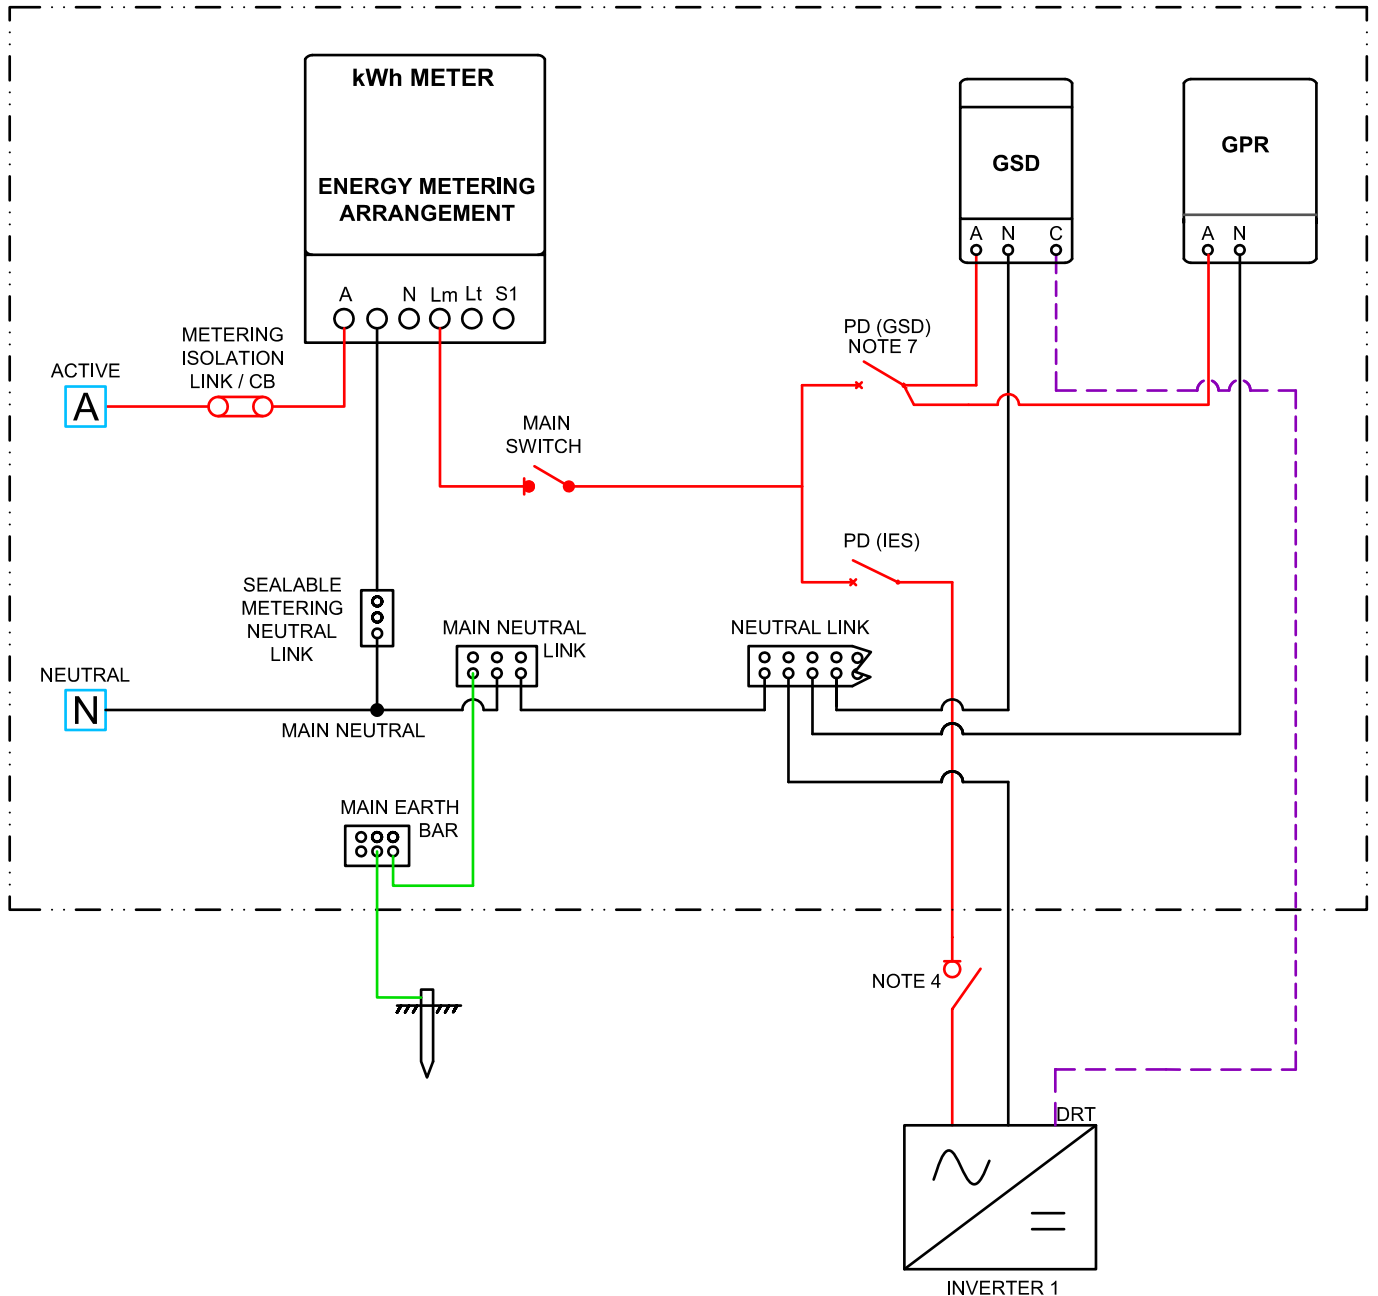 kWh METER
ENERGY METERING
ARRANGEMENT
A
N
Lm
Lt
S1
GSD
A
N
C
GPR
A
N
METERING
ISOLATION
LINK / CB
ACTIVE
A
PD (GSD)
NOTE 7
MAIN
SWITCH
PD (IES)
SEALABLE
METERING
NEUTRAL
LINK
MAIN NEUTRAL
LINK
NEUTRAL LINK
NEUTRAL
N
MAIN NEUTRAL
MAIN EARTH
BAR
NOTE 4
DRT
INVERTER 1